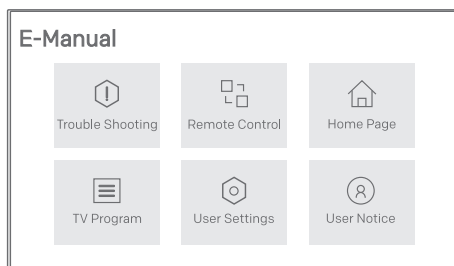 E-Manual
Trouble Shooting
Remote Control
Home Page
TV Program
User Settings
User Notice